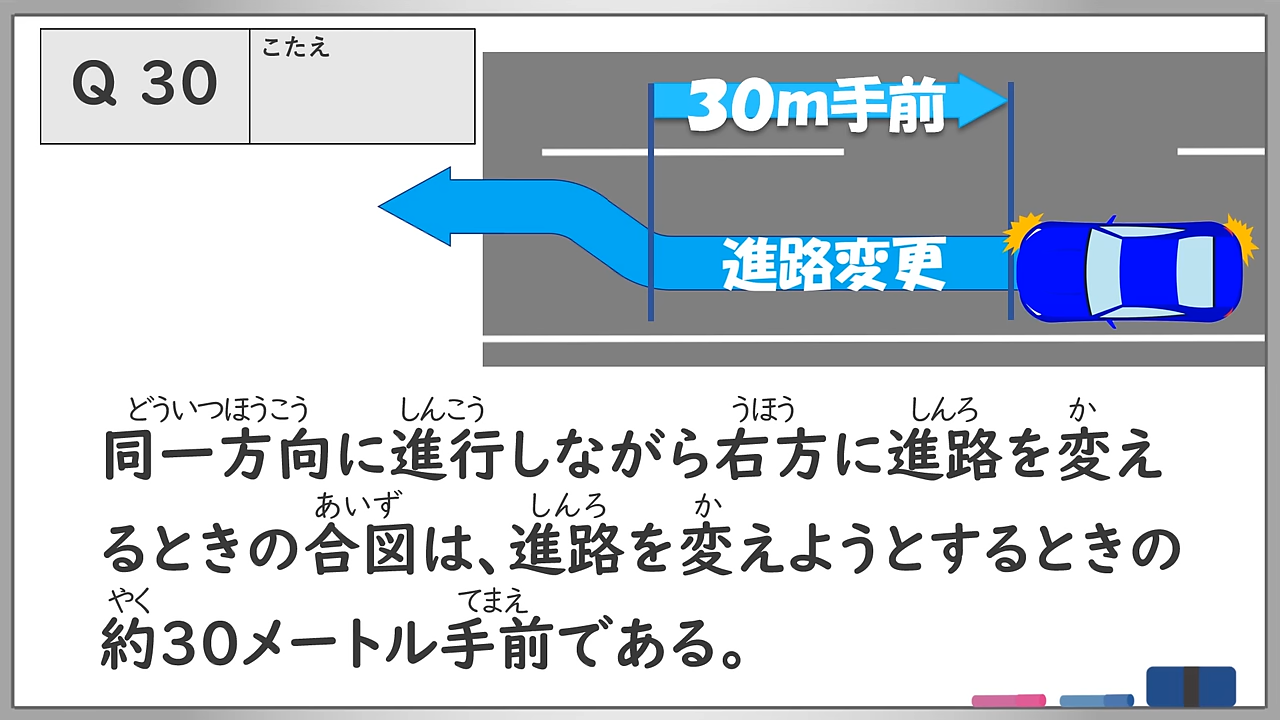 Q 30
こたえ
30m手前
進路変更
どういつほうこう しんこう うほう しんろ か
同一方向に進行しながら右方に進路を変え
あいず しんろ か
るときの合図は、進路を変えようとするときの
やく てまえ
約30メートル手前である。